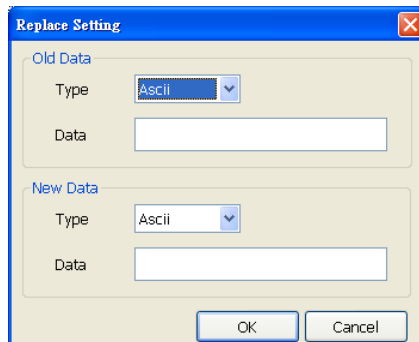 Replace Setting
Old Data
Type Ascii
Data
New Data
Type Ascii
Data
OK Cancel